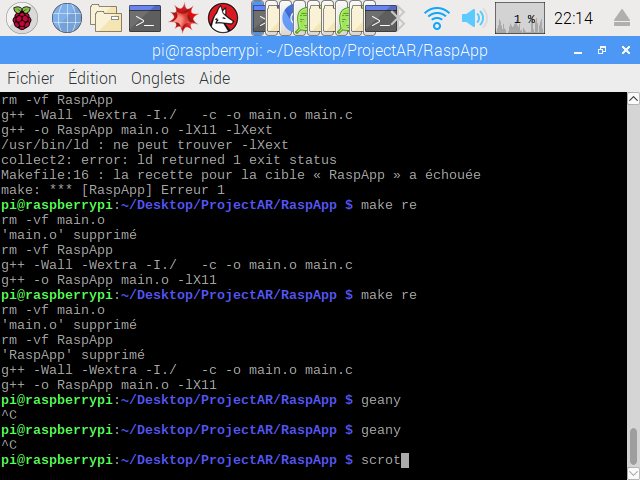 1 %
22:14
pi@raspberrypi: ~/Desktop/ProjectAR/RaspApp
Fichier Édition Onglets Aide
rm -vf RaspApp
g++ -Wall -Wextra -I./   -c -o main.o main.c
g++ -o RaspApp main.o -lX11 -lXext
/usr/bin/ld : ne peut trouver -lXext
collect2: error: ld returned 1 exit status
Makefile:16 : la recette pour la cible « RaspApp » a échouée
make: *** [RaspApp] Erreur 1
pi@raspberrypi:~/Desktop/ProjectAR/RaspApp $ make re
rm -vf main.o
'main.o' supprimé
rm -vf RaspApp
g++ -Wall -Wextra -I./   -c -o main.o main.c
g++ -o RaspApp main.o -lX11
pi@raspberrypi:~/Desktop/ProjectAR/RaspApp $ make re
rm -vf main.o
'main.o' supprimé
rm -vf RaspApp
'RaspApp' supprimé
g++ -Wall -Wextra -I./   -c -o main.o main.c
g++ -o RaspApp main.o -lX11
pi@raspberrypi:~/Desktop/ProjectAR/RaspApp $ geany
^C
pi@raspberrypi:~/Desktop/ProjectAR/RaspApp $ geany
^C
pi@raspberrypi:~/Desktop/ProjectAR/RaspApp $ scrot